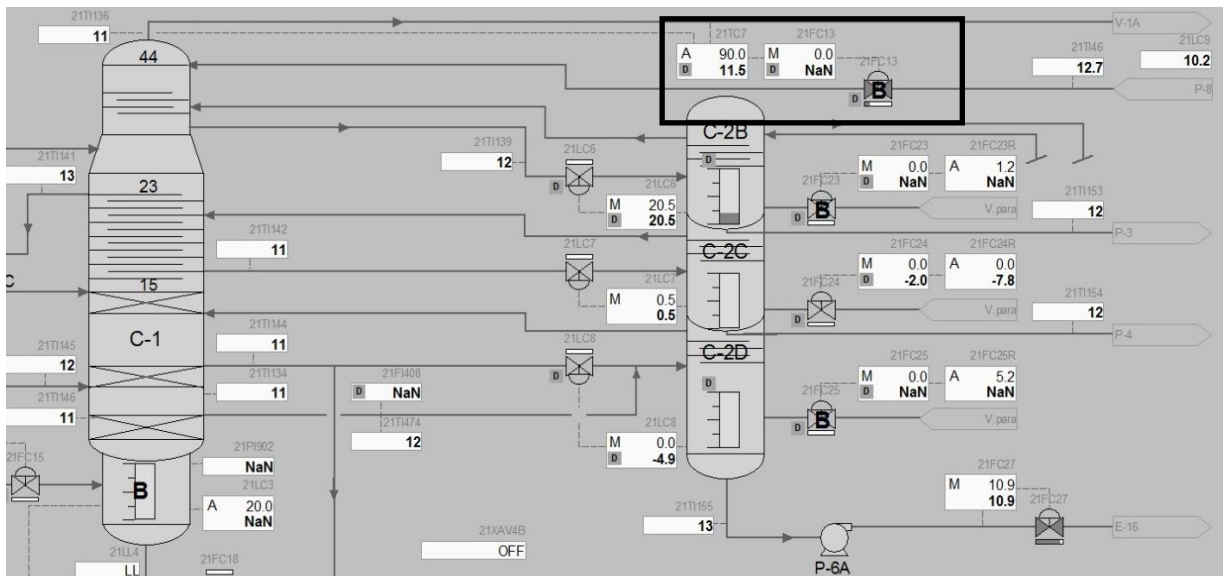 21TI136
11
44
21TC7
A 90.0
D 11.5
21FC13
M 0.0
D NaN
21FC13
D
B
21TI46
12.7
21LC9
10.2
V-1A
P-8
21TI141
13
23
21TI139
12
21LC6
D
21LC6
M 20.5
D 20.5
C-2B
D
21FC23
D
B
21FC23
M 0.0
D NaN
21FC23R
A 1.2
NaN
V.para
21TI153
12
P-3
21TI142
11
21LC7
21LC7
M 0.5
0.5
C-2C
21FC24
D
21FC24
M 0.0
-2.0
21FC24R
A 0.0
-7.8
V.para
21TI154
12
P-4
C
15
C-1
21TI144
11
21TI145
12
21TI134
11
21TI146
11
21FI408
D NaN
21TI474
12
21LC8
D
21LC8
M 0.0
D -4.9
C-2D
D
21FC25
D
B
21FC25
M 0.0
D NaN
21FC25R
A 5.2
NaN
V.para
21FC15
B
21PI902
NaN
21LC3
A 20.0
NaN
21LL4
LL
21FC18
21XAV4B
OFF
21TI155
13
P-6A
21FC27
M 10.9
10.9
21FC27
E-16